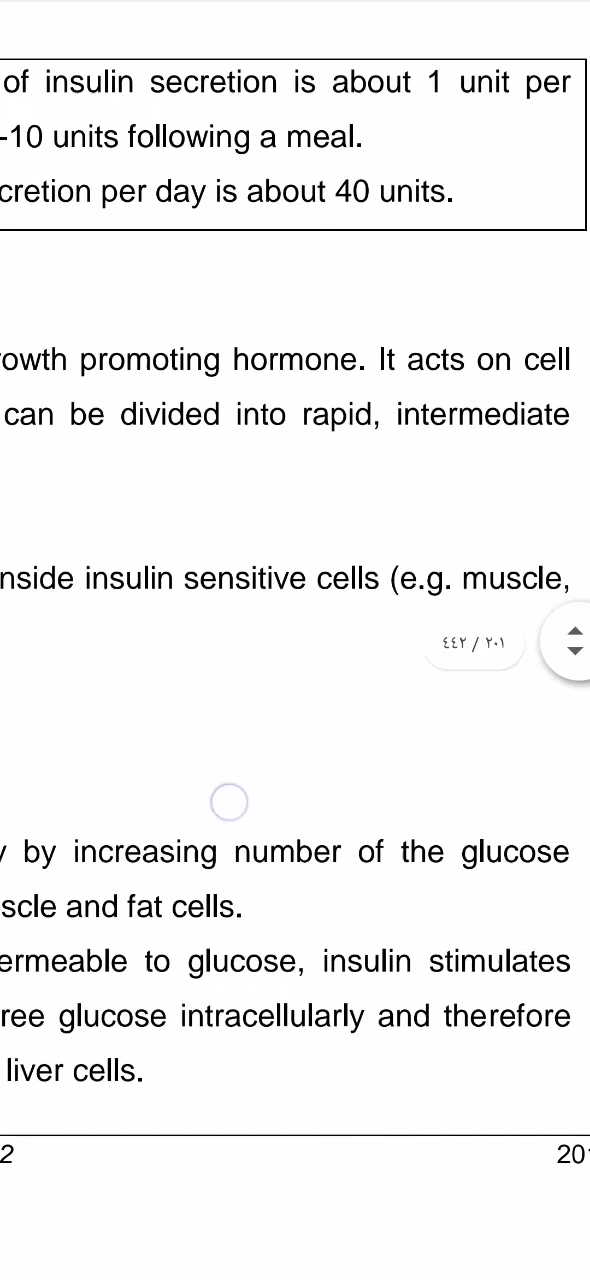 of insulin secretion is about 1 unit per
-10 units following a meal.
cretion per day is about 40 units.
owth promoting hormone. It acts on cell
can be divided into rapid, intermediate
nside insulin sensitive cells (e.g. muscle,
٢٠١ / ٤٤٢
by increasing number of the glucose
scle and fat cells.
ermeable to glucose, insulin stimulates
ree glucose intracellularly and therefore
liver cells.
2 20